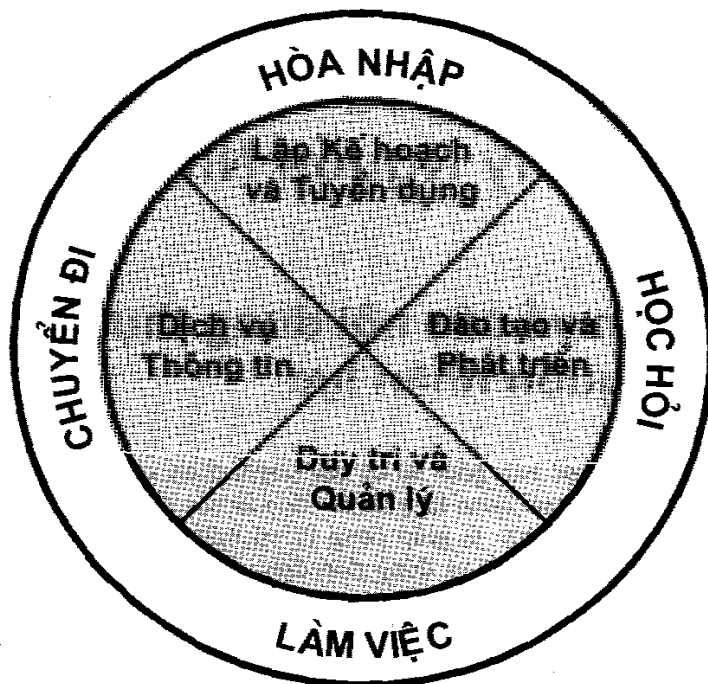 HÒA NHẬP
Lập Kế hoạch
và Tuyển dụng
CHUYỂN ĐI
Dịch vụ
Thông tin
Đào tạo và
Phát triển
HỌC HỎI
Duy trì và
Quản lý
LÀM VIỆC